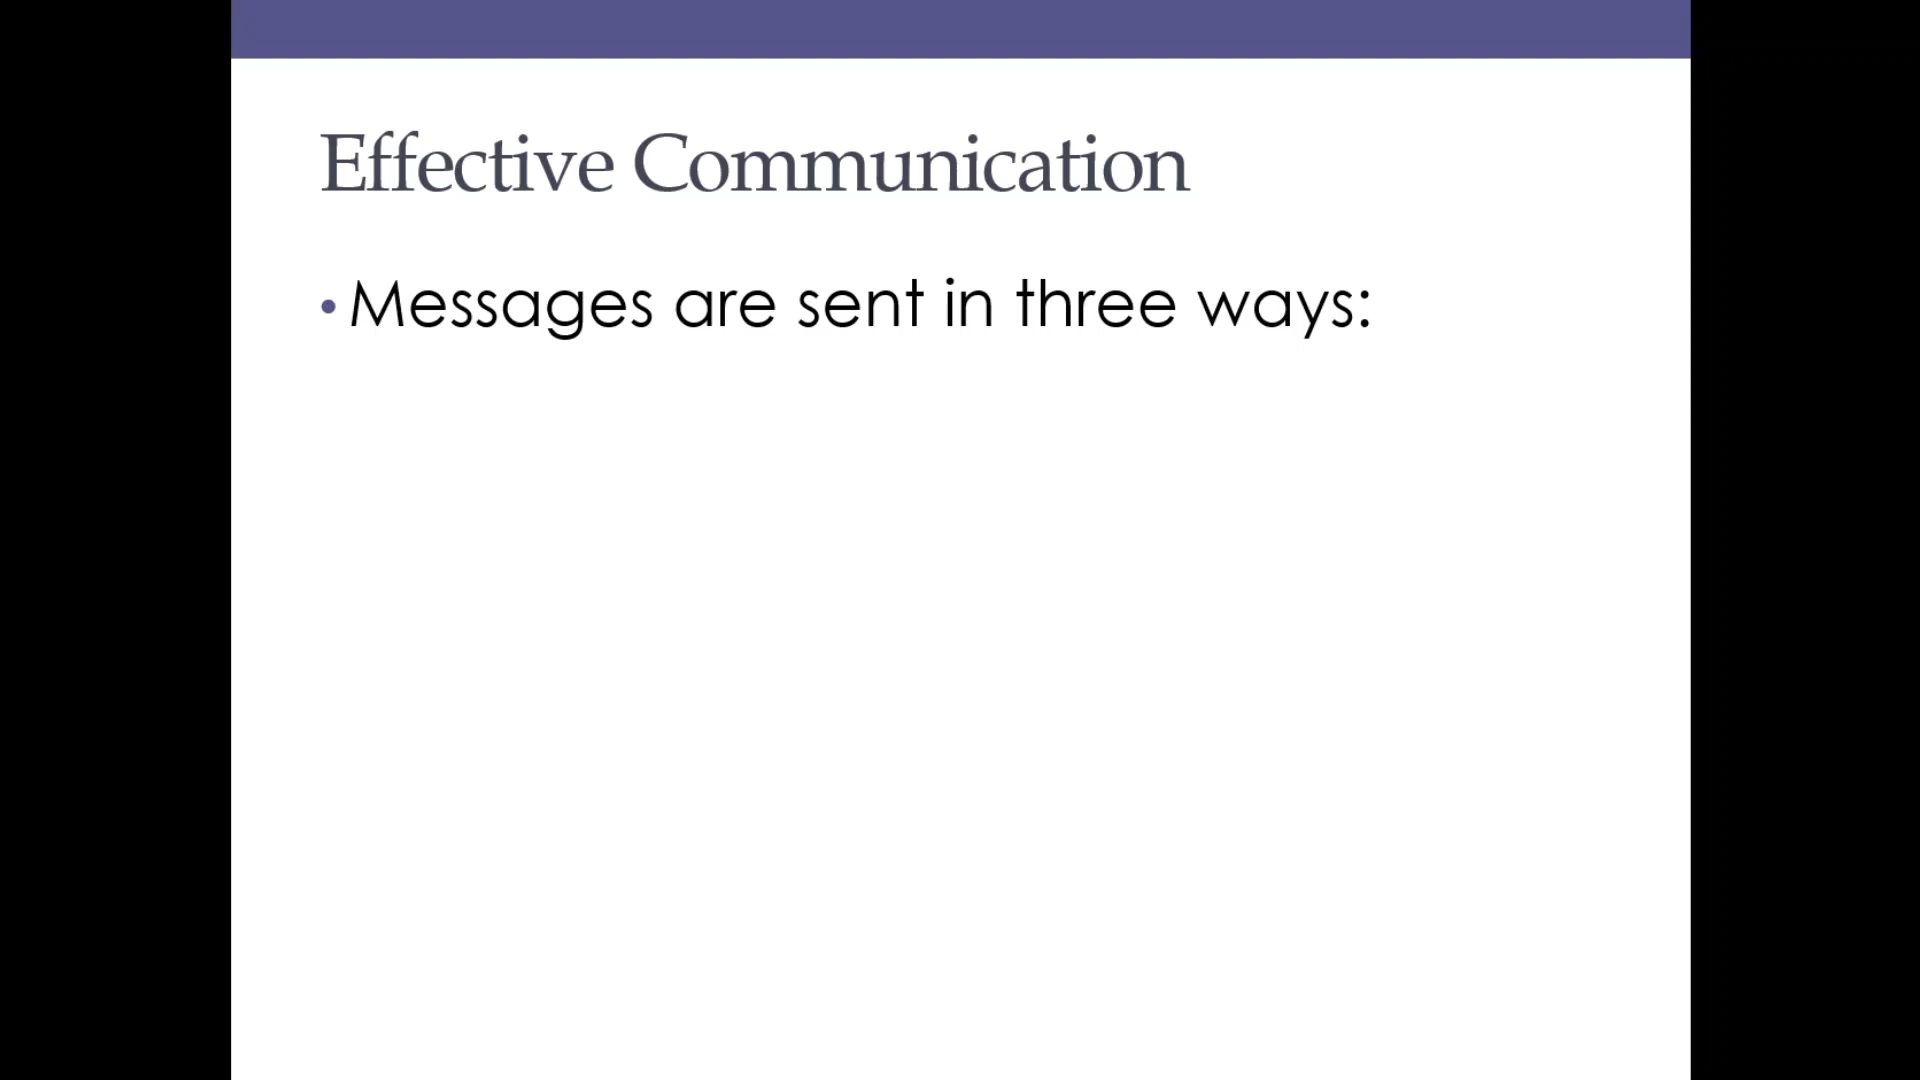 Effective Communication
• Messages are sent in three ways: